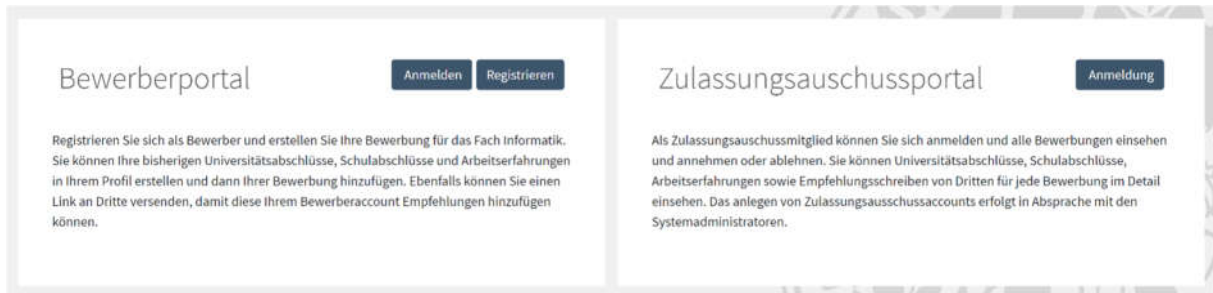 Bewerberportal
Anmelden
Registrieren
Registrieren Sie sich als Bewerber und erstellen Sie Ihre Bewerbung für das Fach Informatik.
Sie können Ihre bisherigen Universitätsabschlüsse, Schulabschlüsse und Arbeitserfahrungen
in Ihrem Profil erstellen und dann Ihrer Bewerbung hinzufügen. Ebenfalls können Sie einen
Link an Dritte versenden, damit diese Ihrem Bewerberaccount Empfehlungen hinzufügen
können.
Zulassungsauschussportal
Anmeldung
Als Zulassungsauschussmitglied können Sie sich anmelden und alle Bewerbungen einsehen
und annehmen oder ablehnen. Sie können Universitätsabschlüsse, Schulabschlüsse,
Arbeitserfahrungen sowie Empfehlungsschreiben von Dritten für jede Bewerbung im Detail
einsehen. Das anlegen von Zulassungsausschussaccounts erfolgt in Absprache mit den
Systemadministratoren.